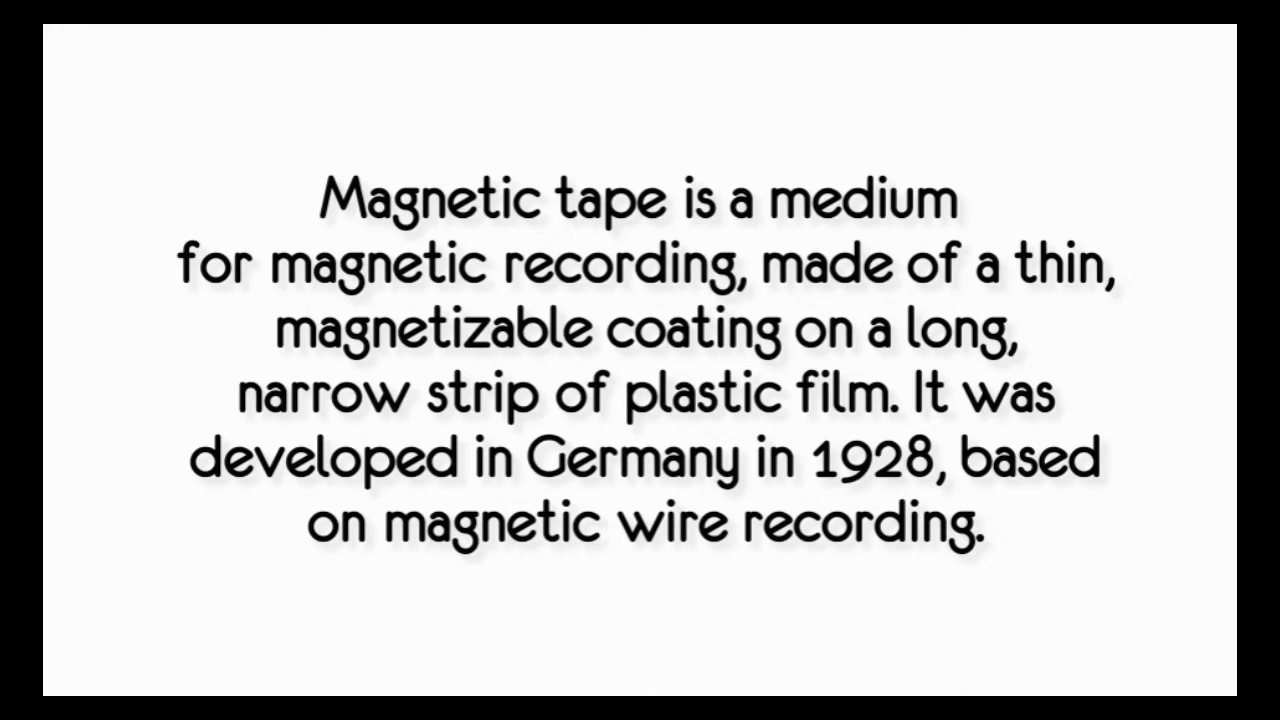 Magnetic tape is a medium
for magnetic recording, made of a thin,
magnetizable coating on a long,
narrow strip of plastic film. It was
developed in Germany in 1928, based
on magnetic wire recording.